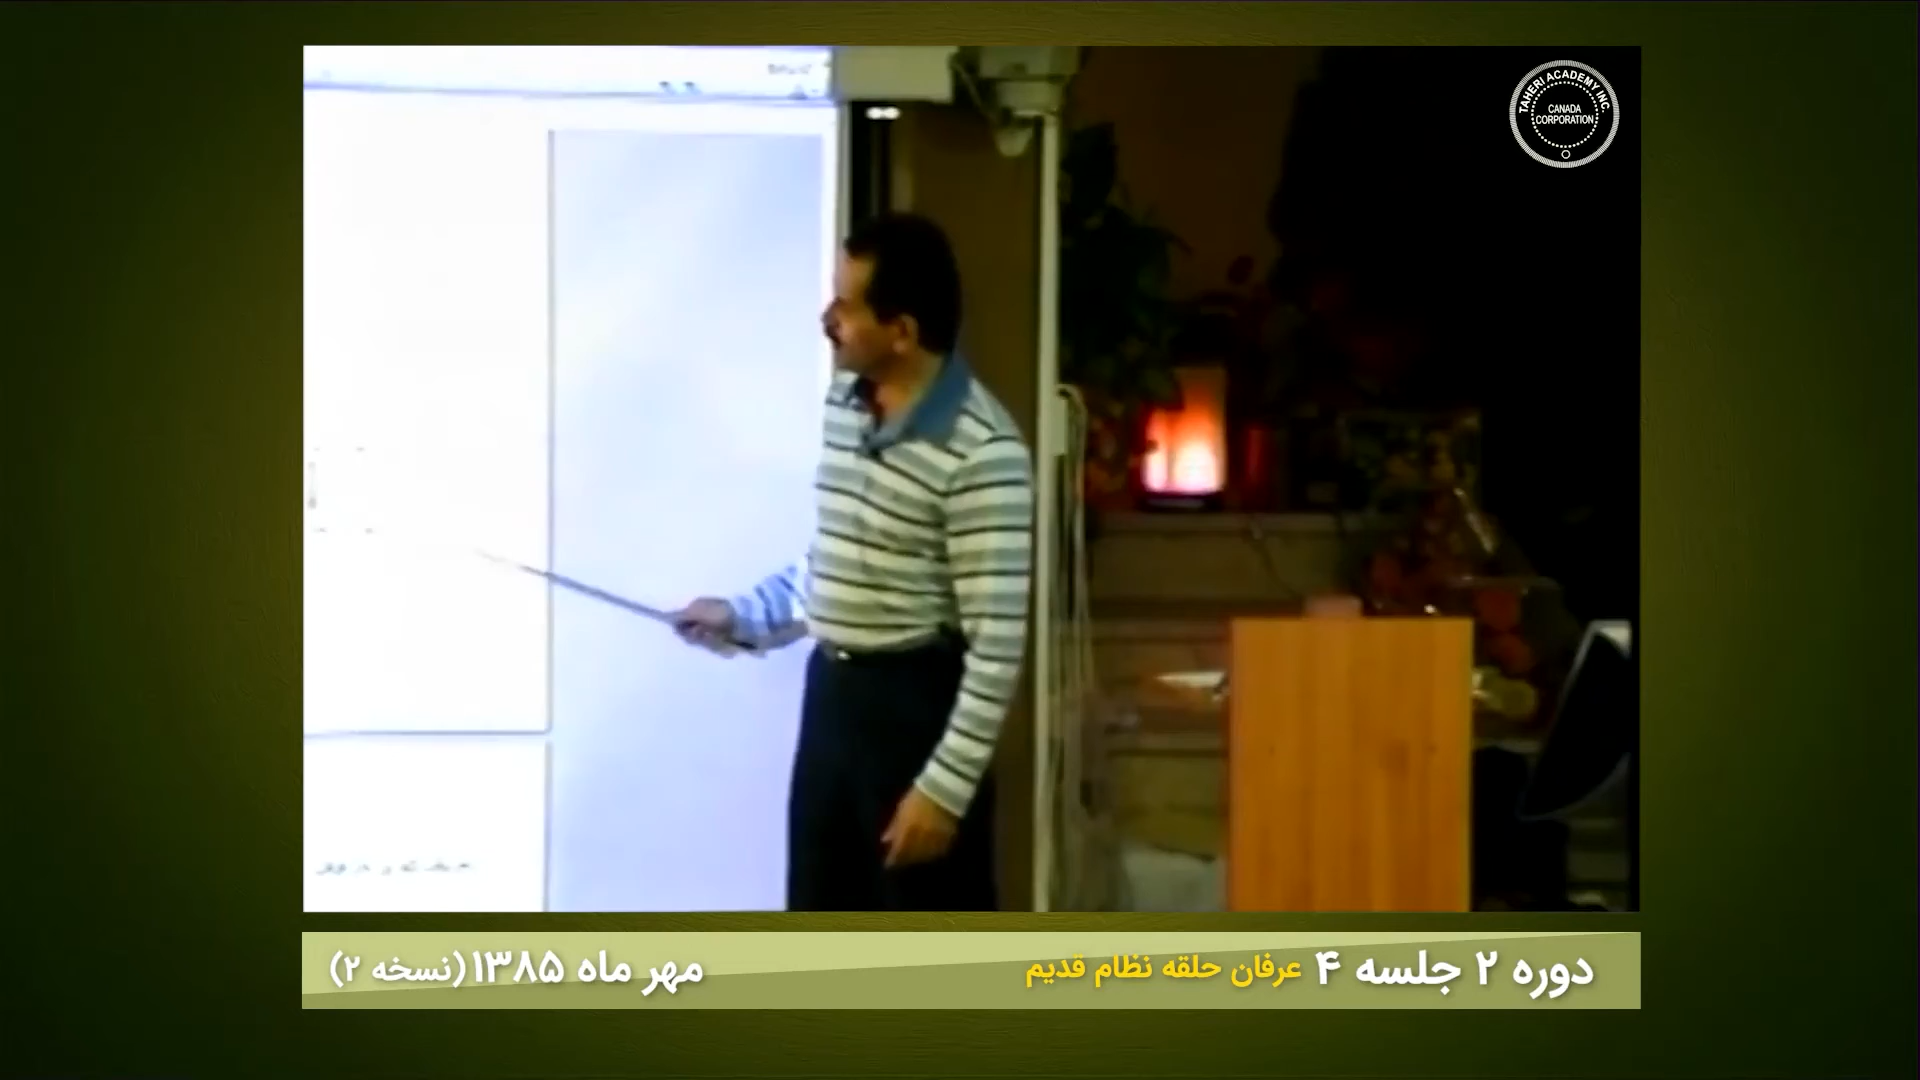 TAHERI ACADEMY INC.
CANADA
CORPORATION
دوره ۲ جلسه ۴ عرفان حلقه نظام قدیم
مهر ماه ۱۳۸۵ (نسخه ۲)